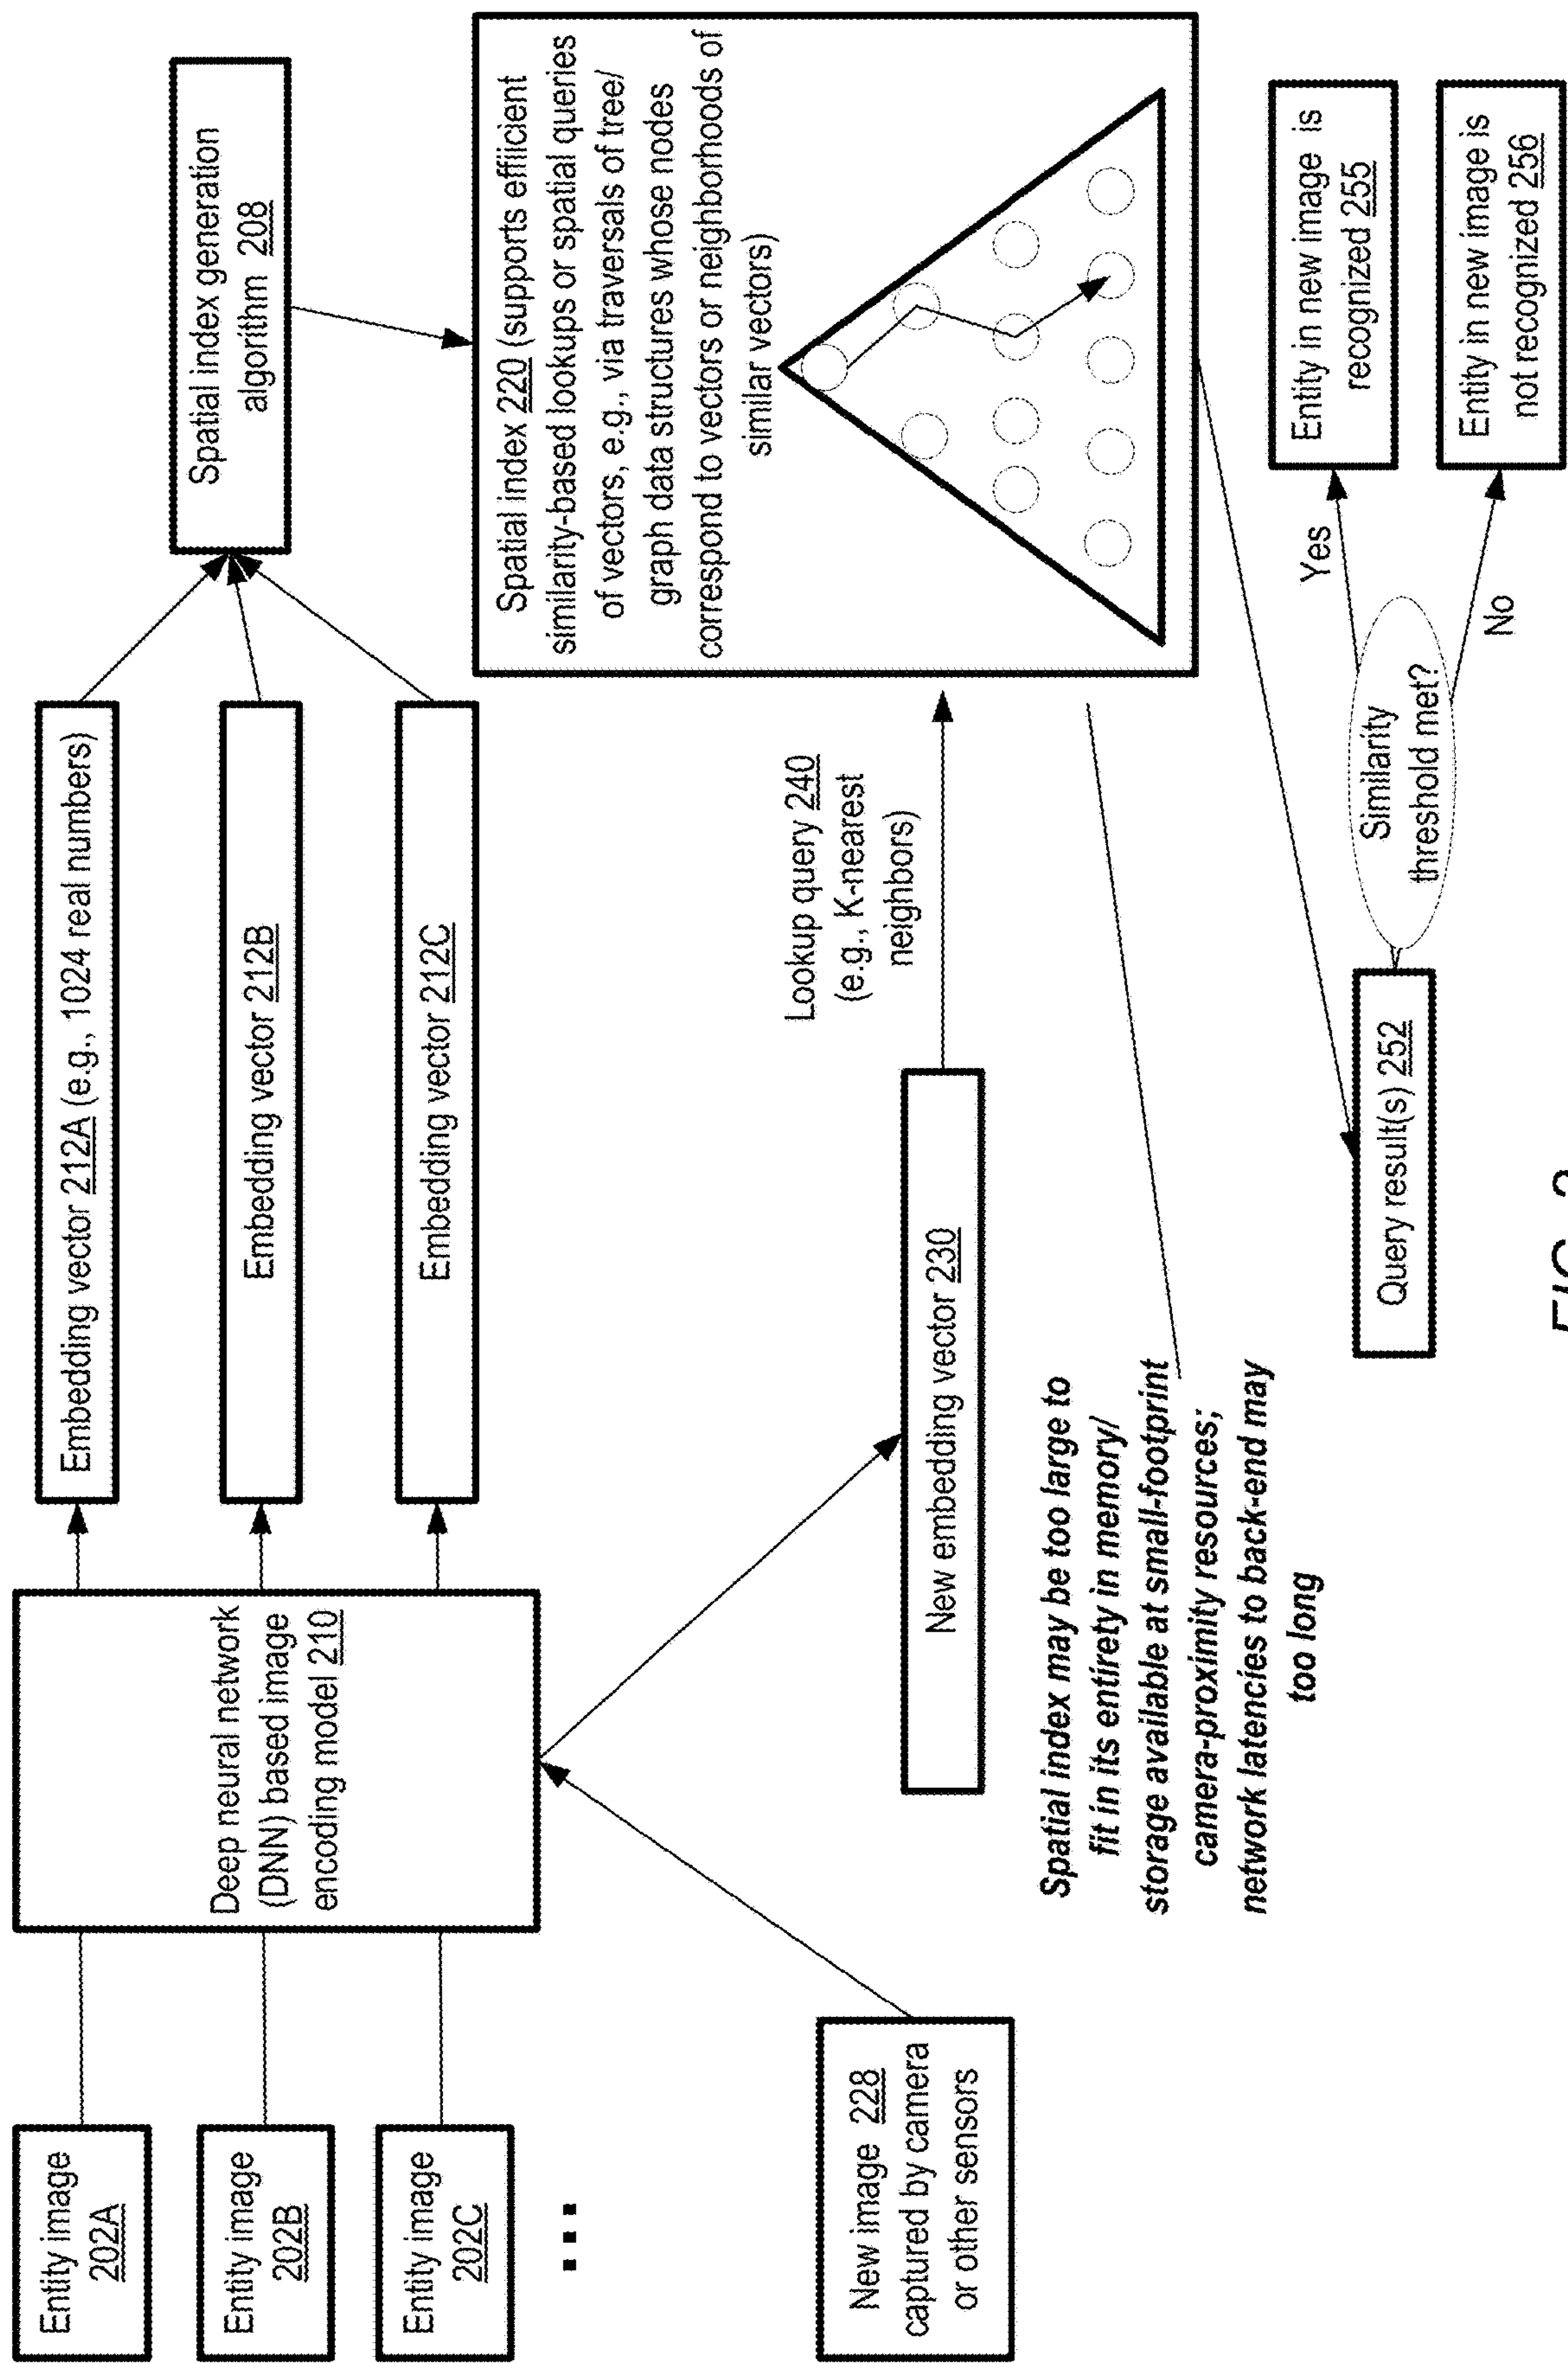 Entity image
202A
Entity image
202B
Entity image
202C
...
Deep neural network
(DNN) based image
encoding model 210
Embedding vector 212A (e.g., 1024 real numbers)
Embedding vector 212B
Embedding vector 212C
Spatial index generation
algorithm 208
Spatial index 220 (supports efficient
similarity-based lookups or spatial queries
of vectors, e.g., via traversals of tree/
graph data structures whose nodes
correspond to vectors or neighborhoods of
similar vectors)
New image 228
captured by camera
or other sensors
New embedding vector 230
Lookup query 240
(e.g., K-nearest
neighbors)
Spatial index may be too large to
fit in its entirety in memory/
storage available at small-footprint
camera-proximity resources;
network latencies to back-end may
too long
Query result(s) 252
Similarity
threshold met?
Yes
No
Entity in new image is
recognized 255
Entity in new image is
not recognized 256
FIG. 2